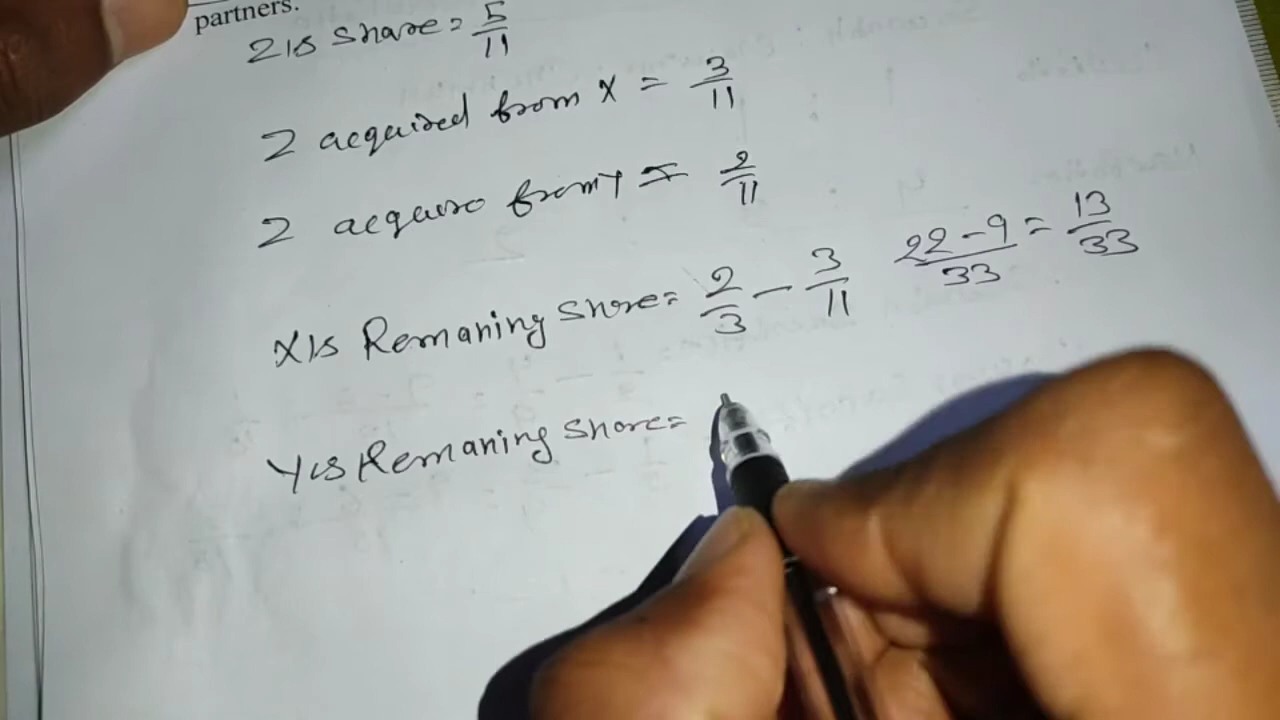 partners.
Z's share = 5/11
Z acquired from X = 3/11
Z acquire from Y = 2/11
X's Remaning share = 2/3 - 3/11 22-9/33 = 13/33
Y's Remaning share =